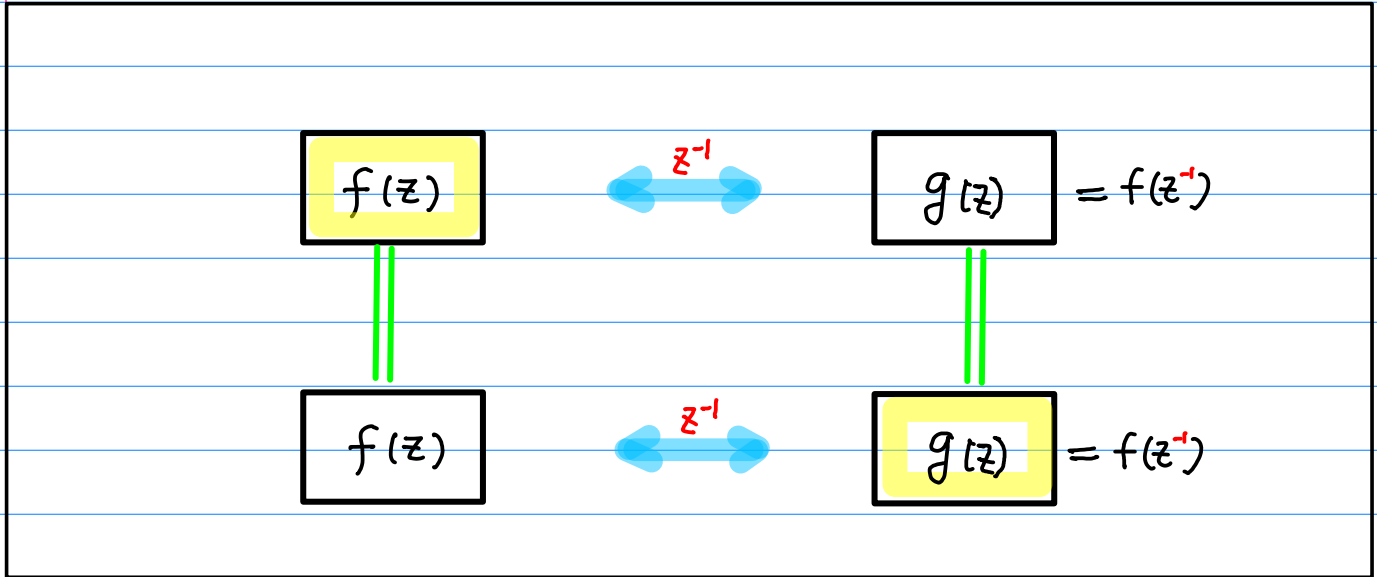 z⁻¹
f(z) g(z) = f(z⁻¹)
z⁻¹
f(z) g(z) = f(z⁻¹)